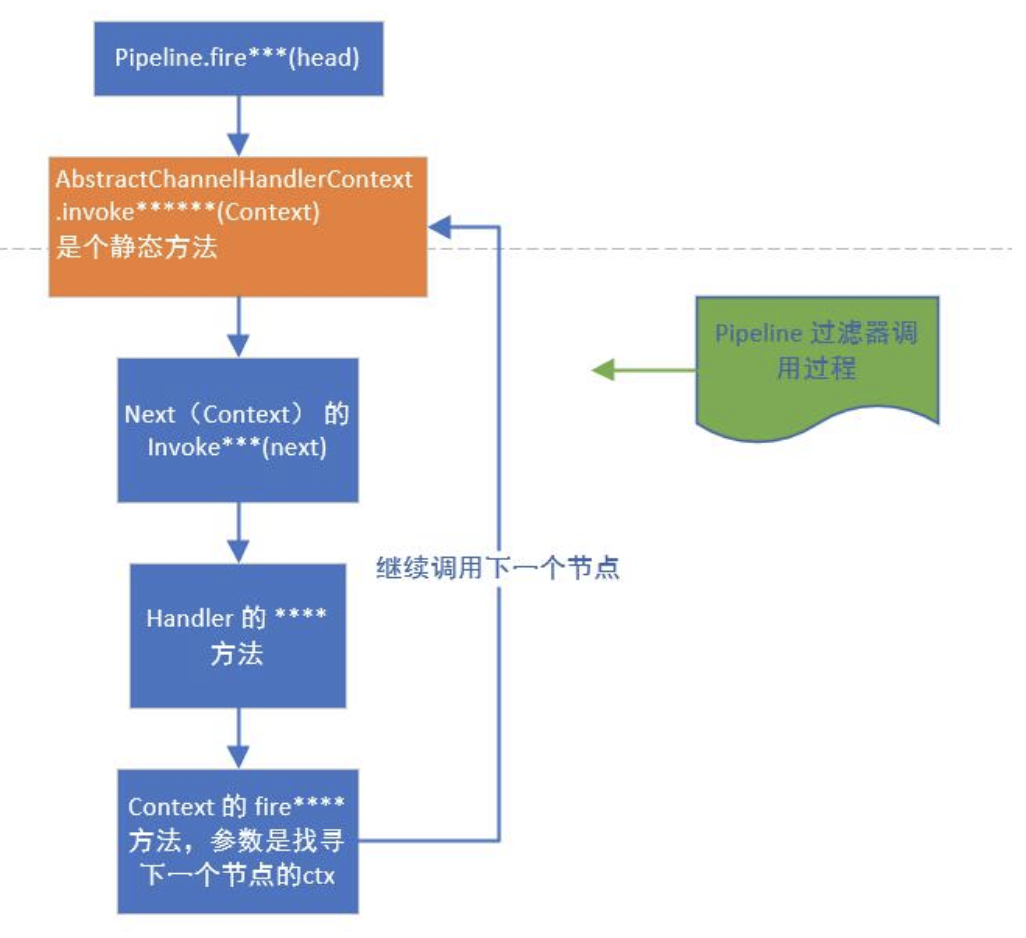 Pipeline.fire***(head)
AbstractChannelHandlerContext
.invoke******(Context)
是个静态方法
Pipeline 过滤器调
用过程
Next（Context） 的
Invoke***(next)
继续调用下一个节点
Handler 的 ****
方法
Context 的 fire****
方法，参数是找寻
下一个节点的ctx